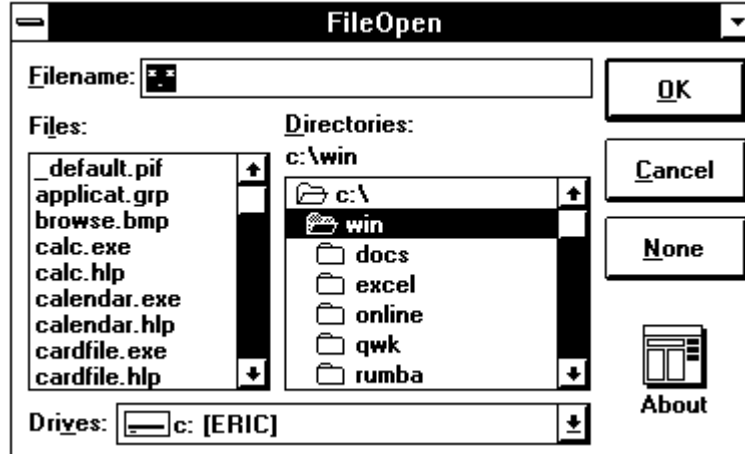 FileOpen
Filename: *.*
OK
Files:
Directories:
c:\win
_default.pif
applicat.grp
browse.bmp
calc.exe
calc.hlp
calendar.exe
calendar.hlp
cardfile.exe
cardfile.hlp
c:\
win
docs
excel
online
qwk
rumba
Cancel
None
About
Drives: c: [ERIC]